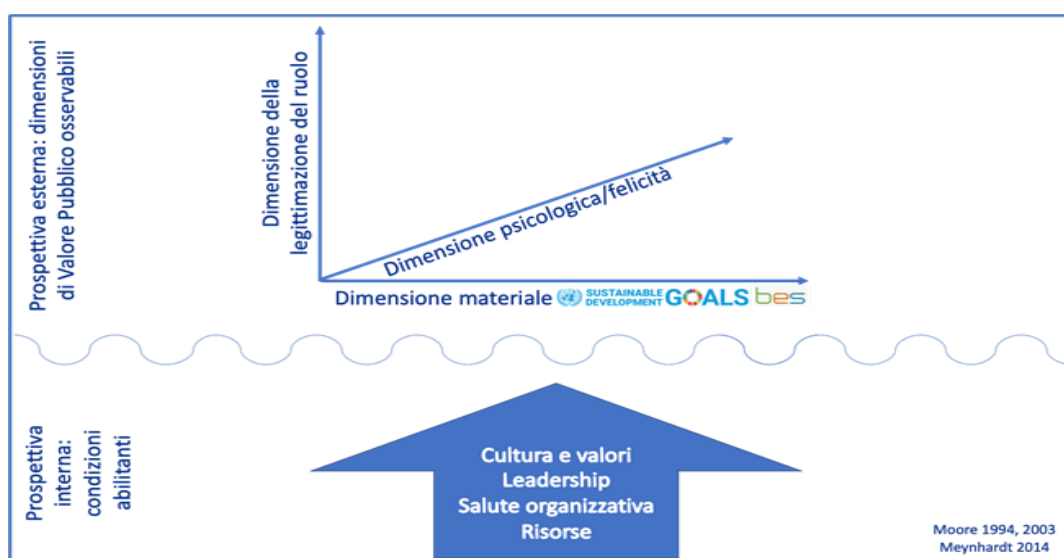 Prospettiva esterna: dimensioni
di Valore Pubblico osservabili
Dimensione della
legittimazione del ruolo
Dimensione psicologica/felicità
Dimensione materiale SUSTAINABLE DEVELOPMENT GOALS bes
Prospettiva
interna:
condizioni
abilitanti
Cultura e valori
Leadership
Salute organizzativa
Risorse
Moore 1994, 2003
Meynhardt 2014